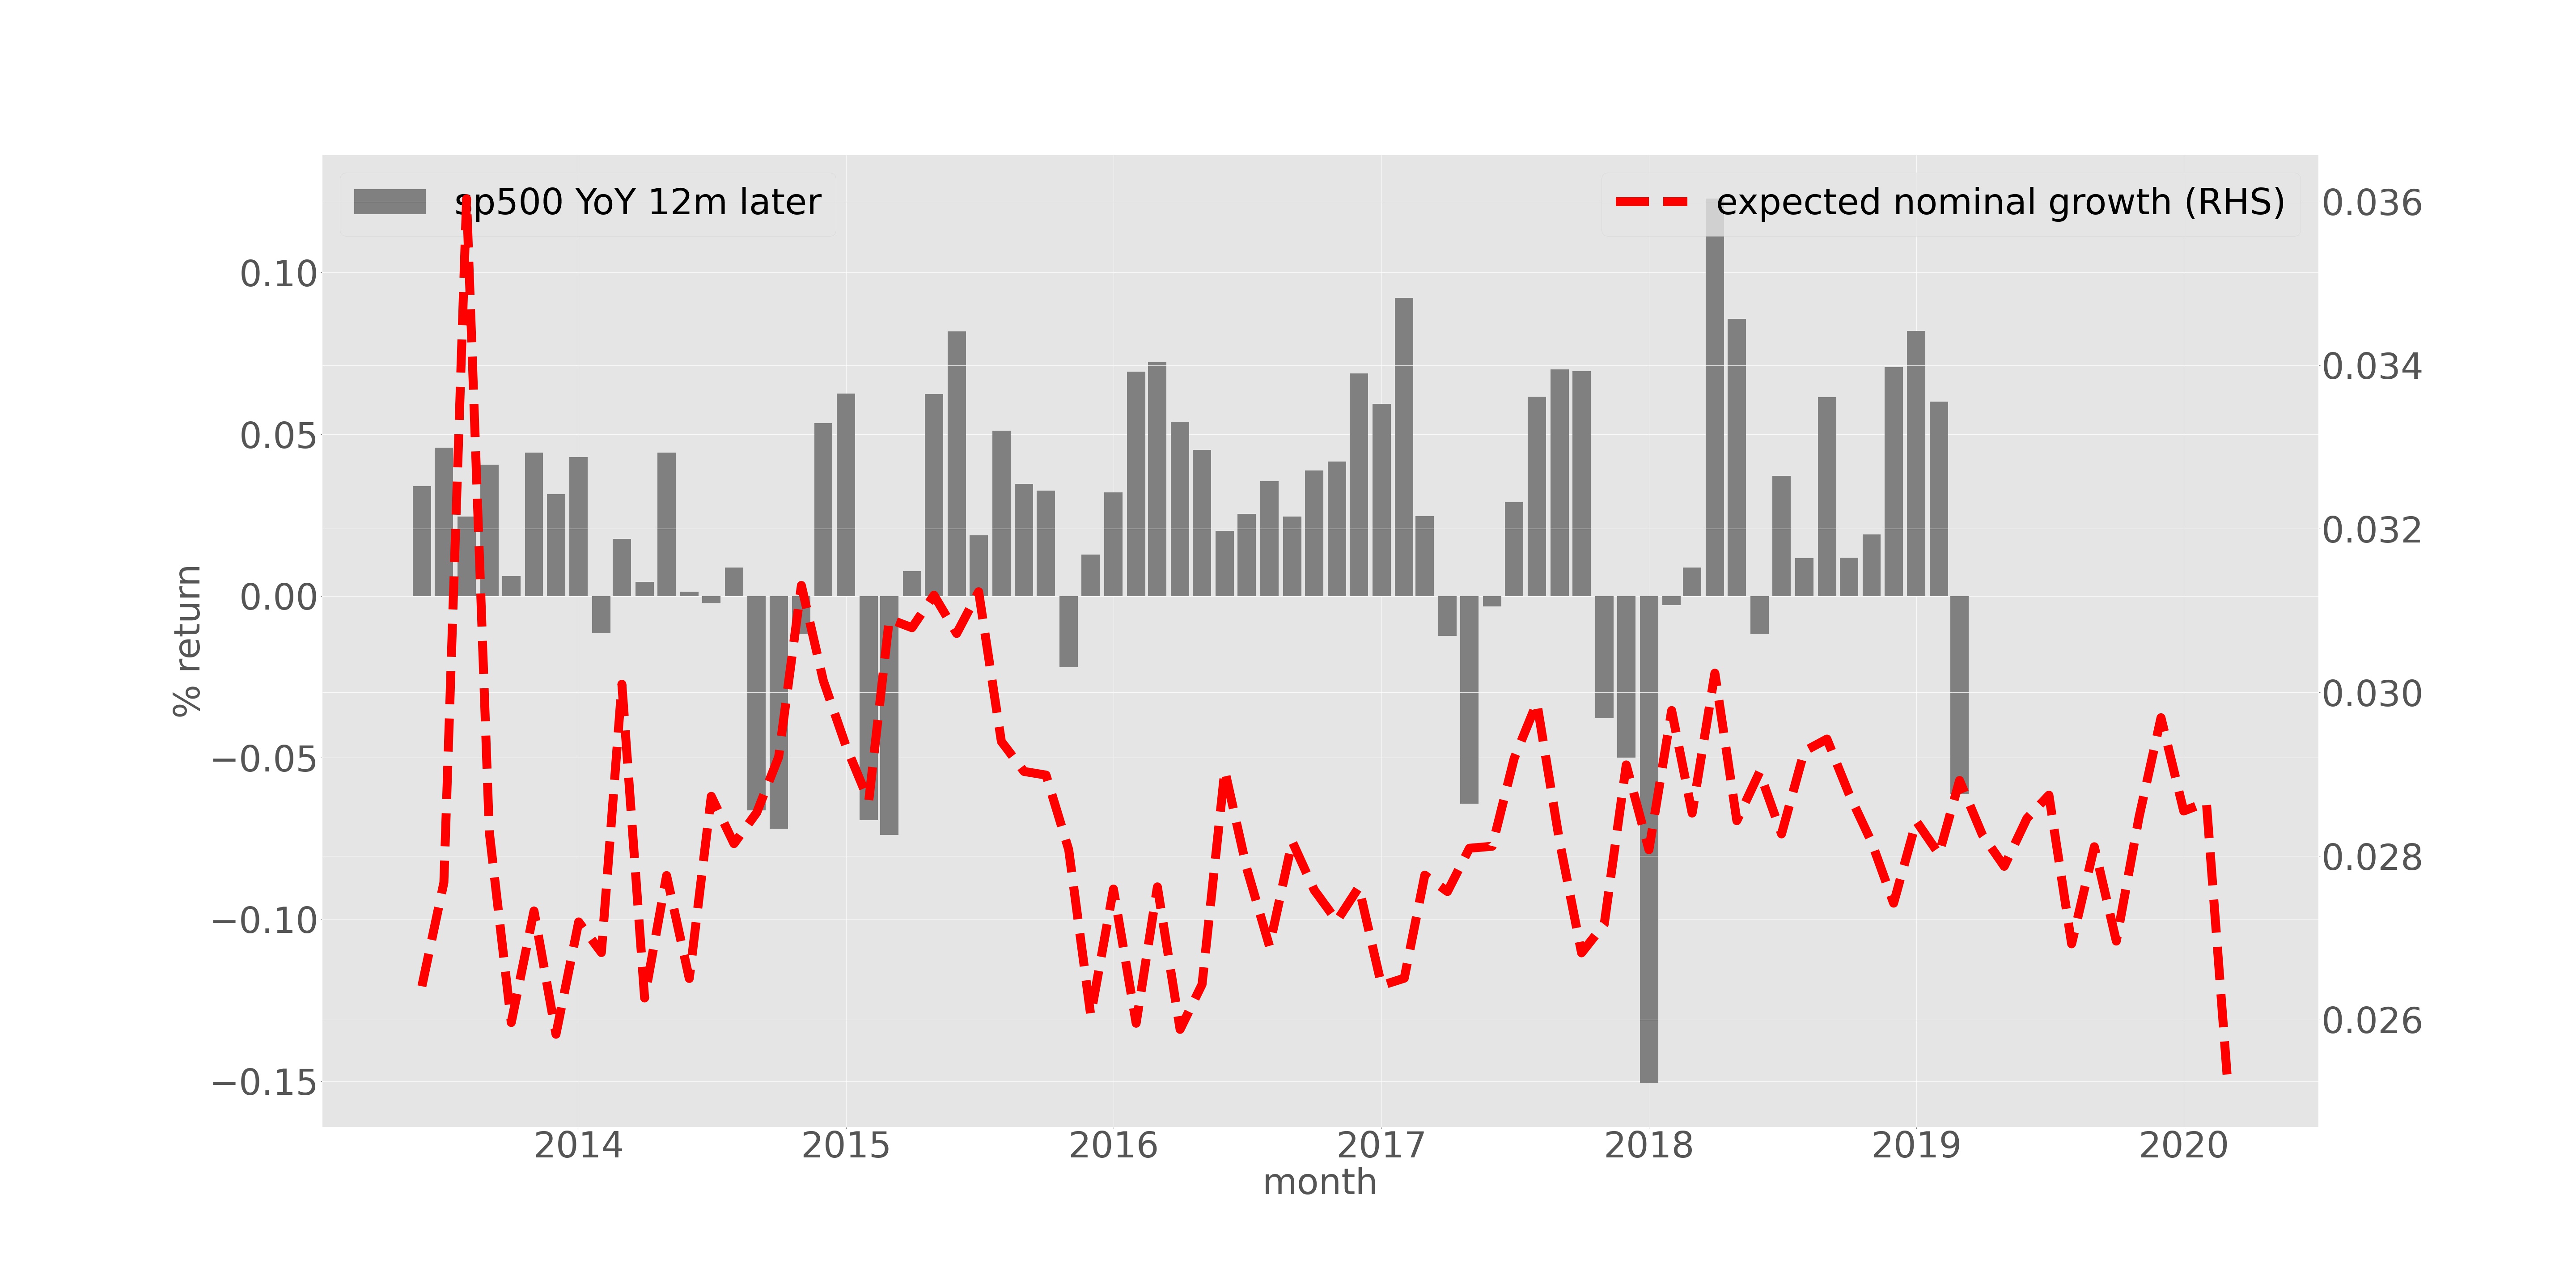 sp500 YoY 12m later
expected nominal growth (RHS)
0.10
0.05
0.00
−0.05
−0.10
−0.15
% return
0.036
0.034
0.032
0.030
0.028
0.026
2014 2015 2016 2017 2018 2019 2020
month